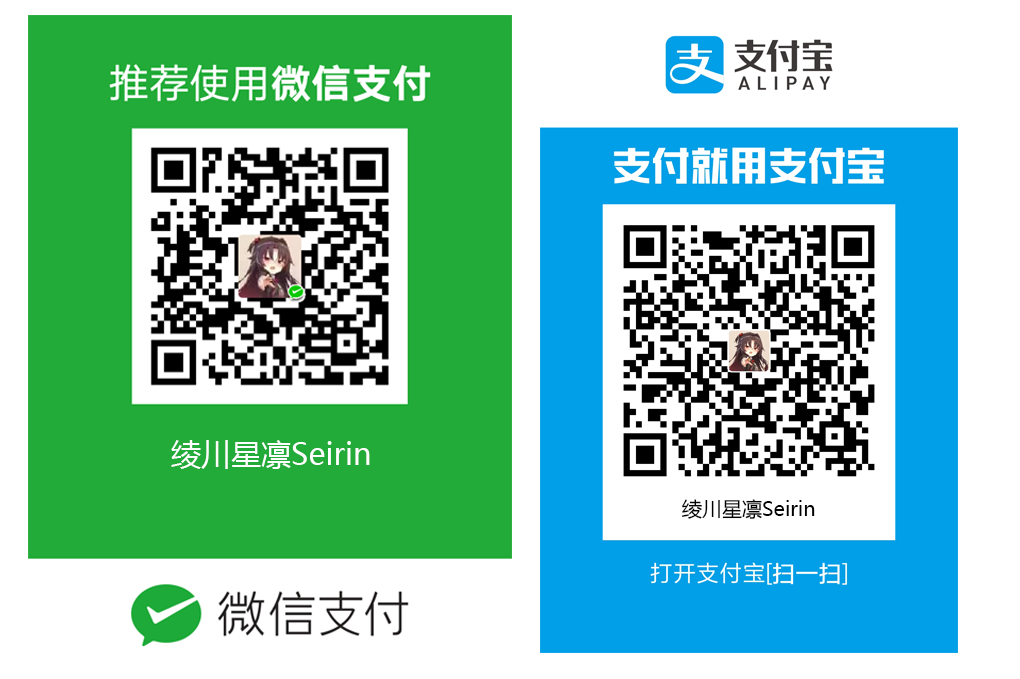 推荐使用微信支付
绫川星凛Seirin
微信支付
支付宝
ALIPAY
支付就用支付宝
绫川星凛Seirin
打开支付宝[扫一扫]